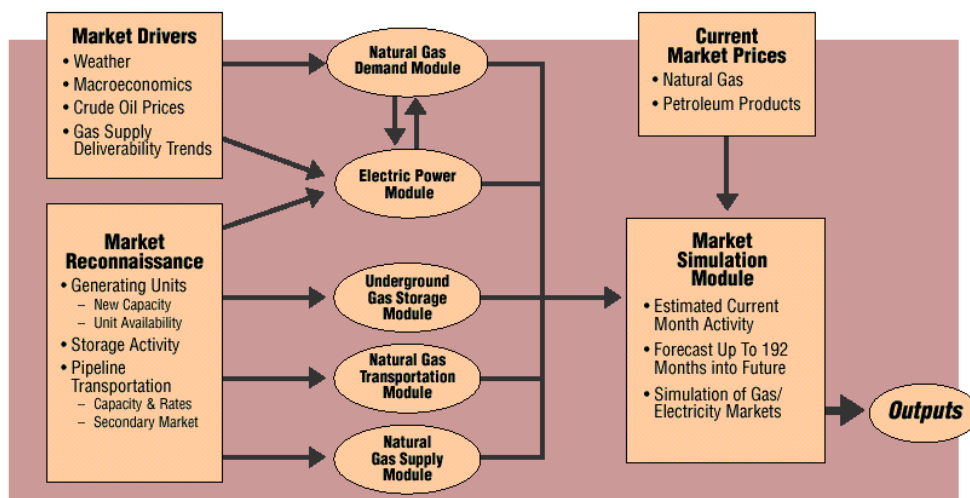 Market Drivers
• Weather
• Macroeconomics
• Crude Oil Prices
• Gas Supply
Deliverability Trends
Market
Reconnaissance
• Generating Units
– New Capacity
– Unit Availability
• Storage Activity
• Pipeline
Transportation
– Capacity & Rates
– Secondary Market
Natural Gas
Demand Module
Electric Power
Module
Underground
Gas Storage
Module
Natural Gas
Transportation
Module
Natural
Gas Supply
Module
Current
Market Prices
• Natural Gas
• Petroleum Products
Market
Simulation
Module
• Estimated Current
Month Activity
• Forecast Up To 192
Months into Future
• Simulation of Gas/
Electricity Markets
Outputs